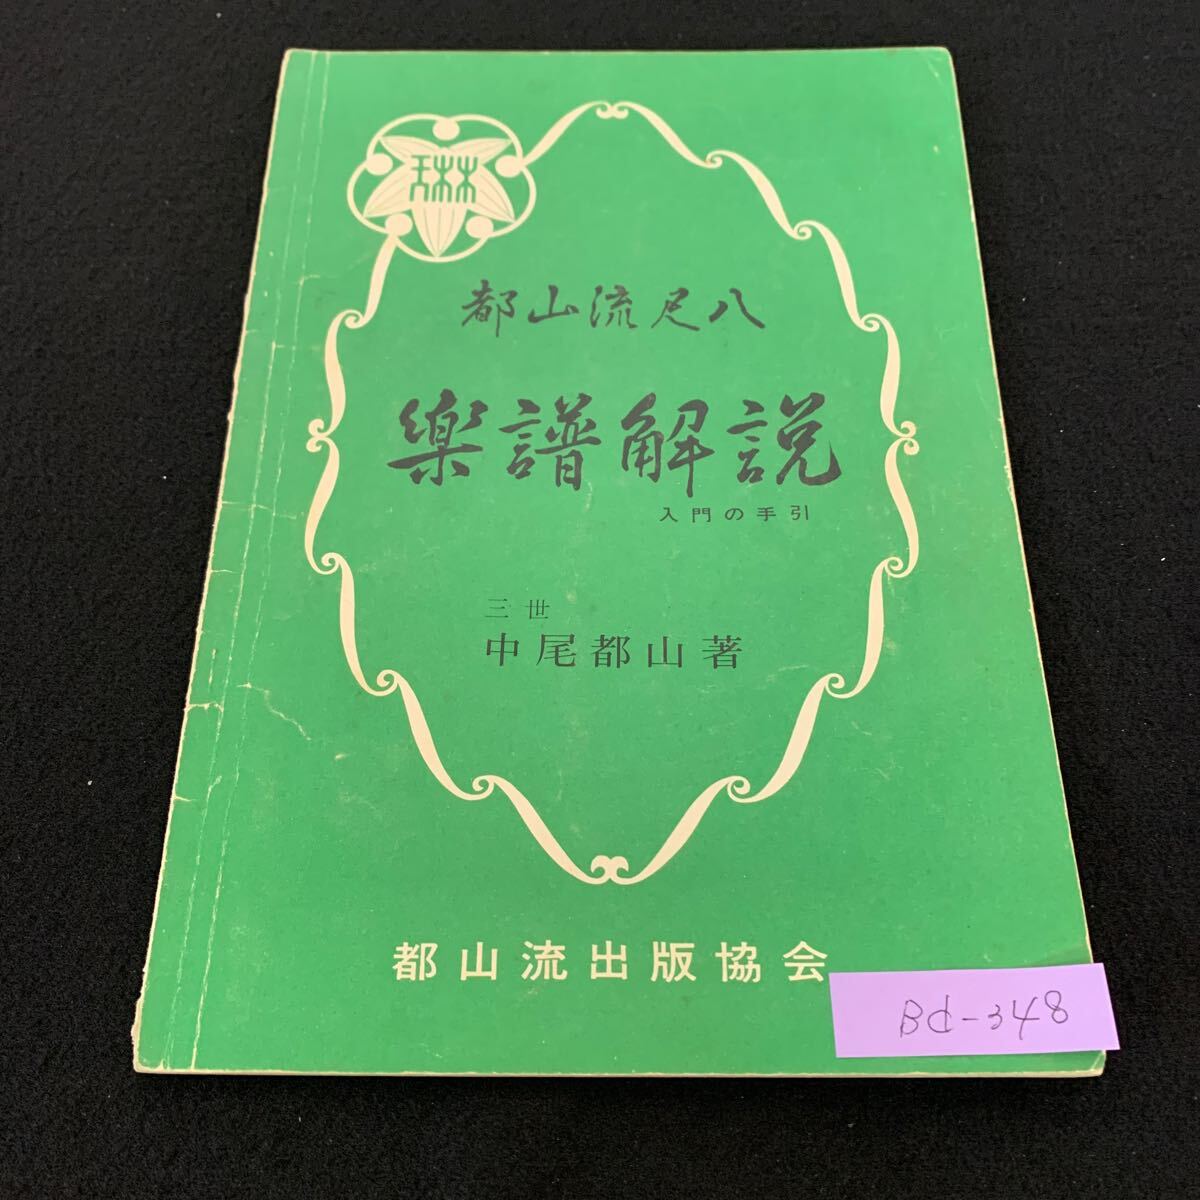 都山流尺八
樂譜解説
入門の手引
三世
中尾都山著
都山流出版協会
Bd-348